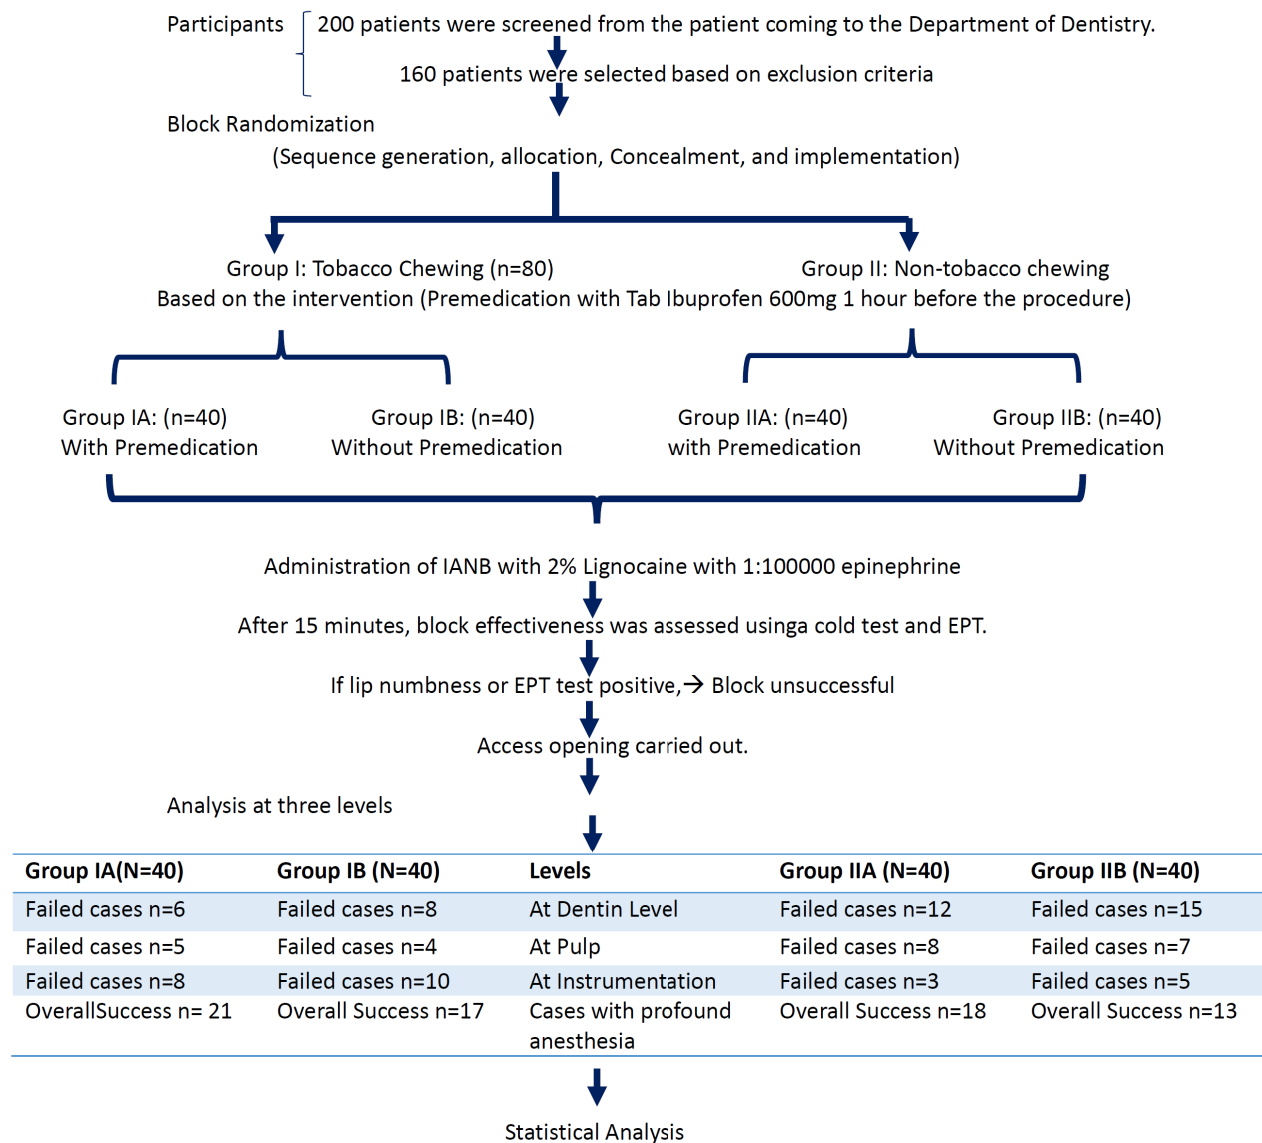 Participants
200 patients were screened from the patient coming to the Department of Dentistry.
160 patients were selected based on exclusion criteria
Block Randomization
(Sequence generation, allocation, Concealment, and implementation)
Group I: Tobacco Chewing (n=80)
Group II: Non-tobacco chewing
Based on the intervention (Premedication with Tab Ibuprofen 600mg 1 hour before the procedure)
Group IA: (n=40)
With Premedication
Group IB: (n=40)
Without Premedication
Group IIA: (n=40)
with Premedication
Group IIB: (n=40)
Without Premedication
Administration of IANB with 2% Lignocaine with 1:100000 epinephrine
After 15 minutes, block effectiveness was assessed usinga cold test and EPT.
If lip numbness or EPT test positive,→ Block unsuccessful
Access opening carried out.
Analysis at three levels
Group IA(N=40) Group IB (N=40) Levels Group IIA (N=40) Group IIB (N=40)
Failed cases n=6 Failed cases n=8 At Dentin Level Failed cases n=12 Failed cases n=15
Failed cases n=5 Failed cases n=4 At Pulp Failed cases n=8 Failed cases n=7
Failed cases n=8 Failed cases n=10 At Instrumentation Failed cases n=3 Failed cases n=5
OverallSuccess n= 21 Overall Success n=17 Cases with profound Overall Success n=18 Overall Success n=13
anesthesia
Statistical Analysis